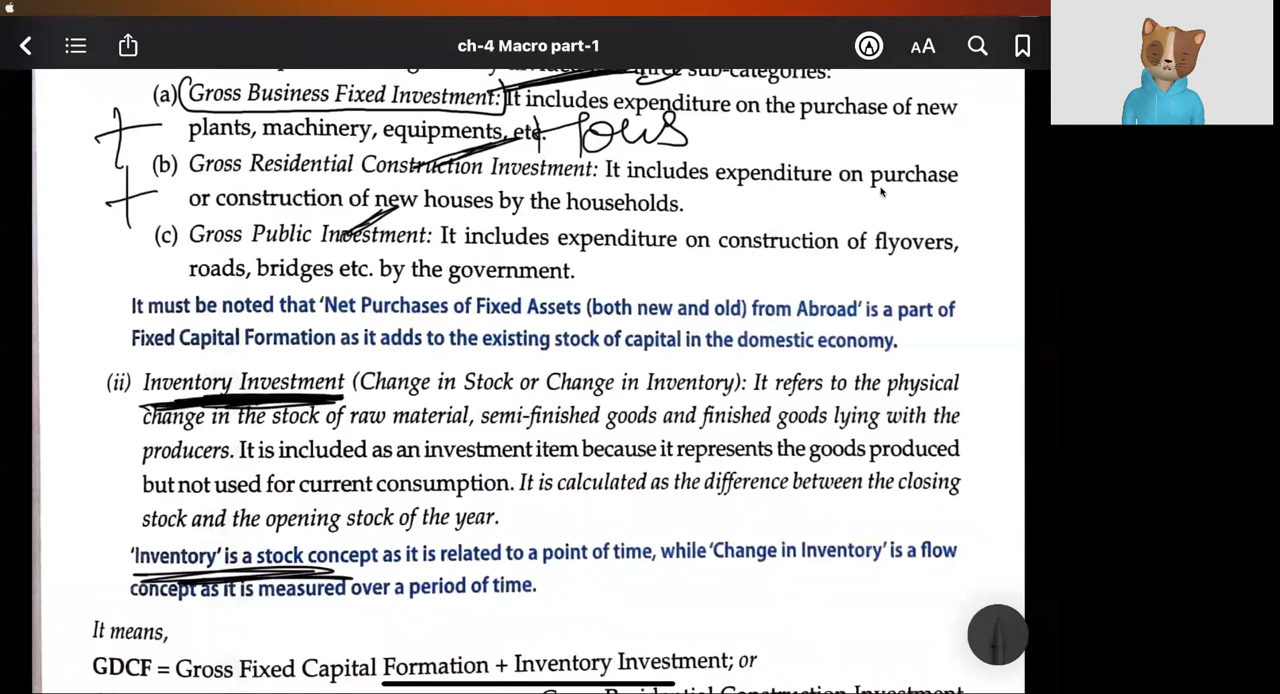 ch-4 Macro part-1
AA
sub-categories:
(a) Gross Business Fixed Investment: It includes expenditure on the purchase of new
plants, machinery, equipments, etc.
(b) Gross Residential Construction Investment: It includes expenditure on purchase
or construction of new houses by the households.
(c) Gross Public Investment: It includes expenditure on construction of flyovers,
roads, bridges etc. by the government.
It must be noted that 'Net Purchases of Fixed Assets (both new and old) from Abroad' is a part of
Fixed Capital Formation as it adds to the existing stock of capital in the domestic economy.
(ii) Inventory Investment (Change in Stock or Change in Inventory): It refers to the physical
change in the stock of raw material, semi-finished goods and finished goods lying with the
producers. It is included as an investment item because it represents the goods produced
but not used for current consumption. It is calculated as the difference between the closing
stock and the opening stock of the year.
'Inventory' is a stock concept as it is related to a point of time, while 'Change in Inventory' is a flow
concept as it is measured over a period of time.
It means,
GDCF = Gross Fixed Capital Formation + Inventory Investment; or
Gross Residential Construction Investment